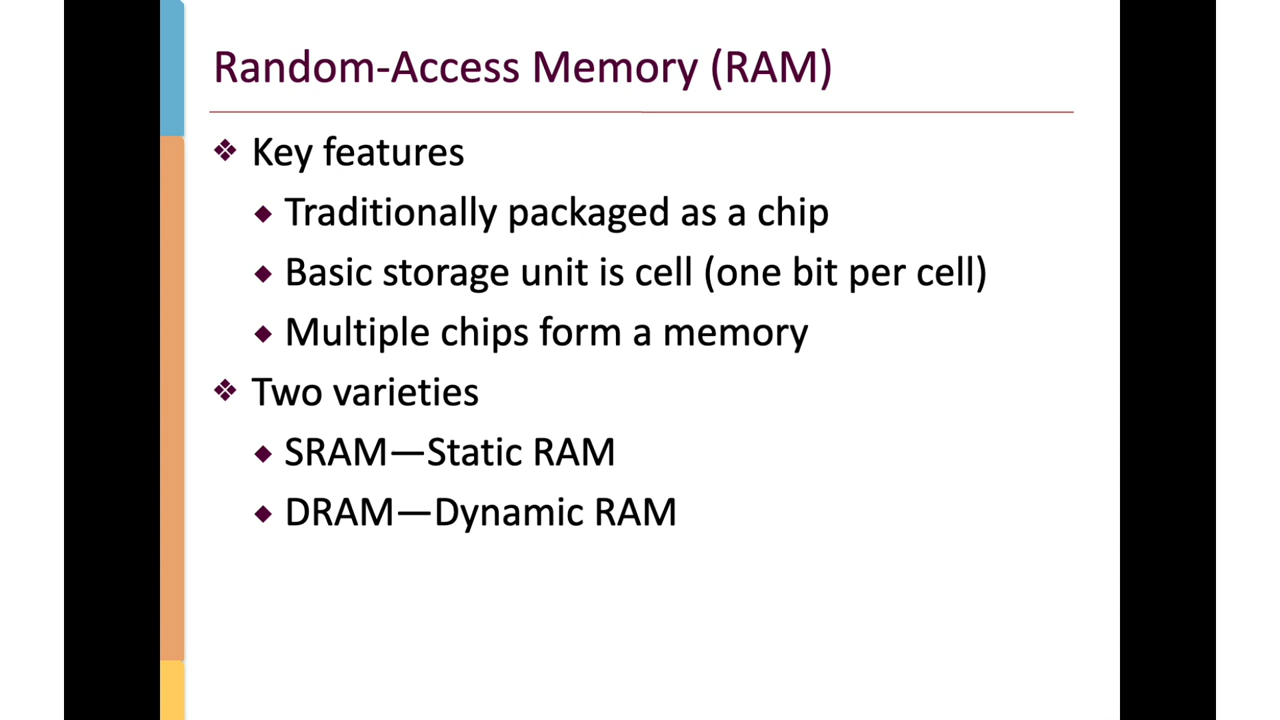 Random-Access Memory (RAM)
❖ Key features
◆ Traditionally packaged as a chip
◆ Basic storage unit is cell (one bit per cell)
◆ Multiple chips form a memory
❖ Two varieties
◆ SRAM—Static RAM
◆ DRAM—Dynamic RAM